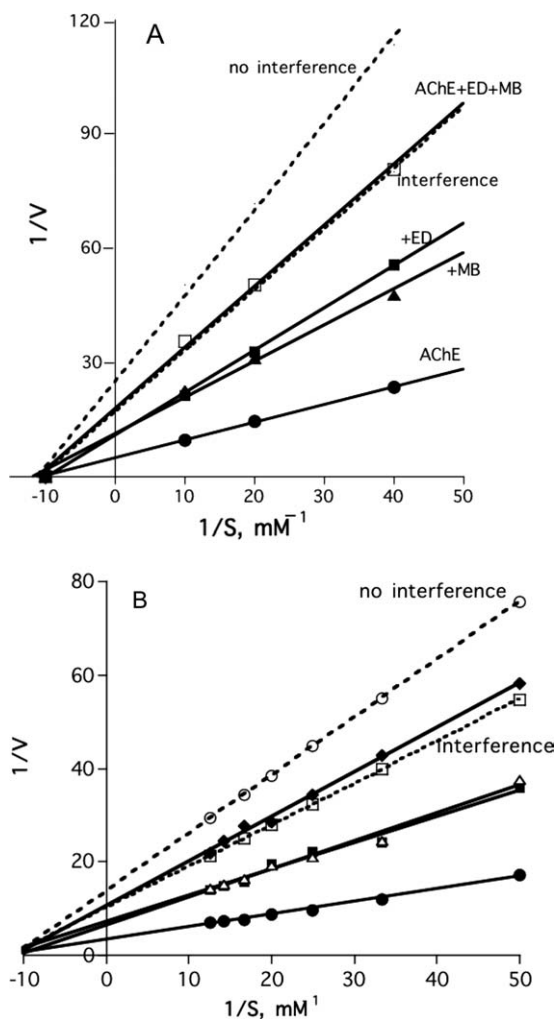 A
120
no interference
AChE+ED+MB
90
interference
1/V
60
+ED
+MB
30
AChE
-10 0 10 20 30 40 50
1/S, mM⁻¹
80
B
no interference
60
Interference
1/V
40
20
0
-10 0 10 20 30 40 50
1/S, mM¹